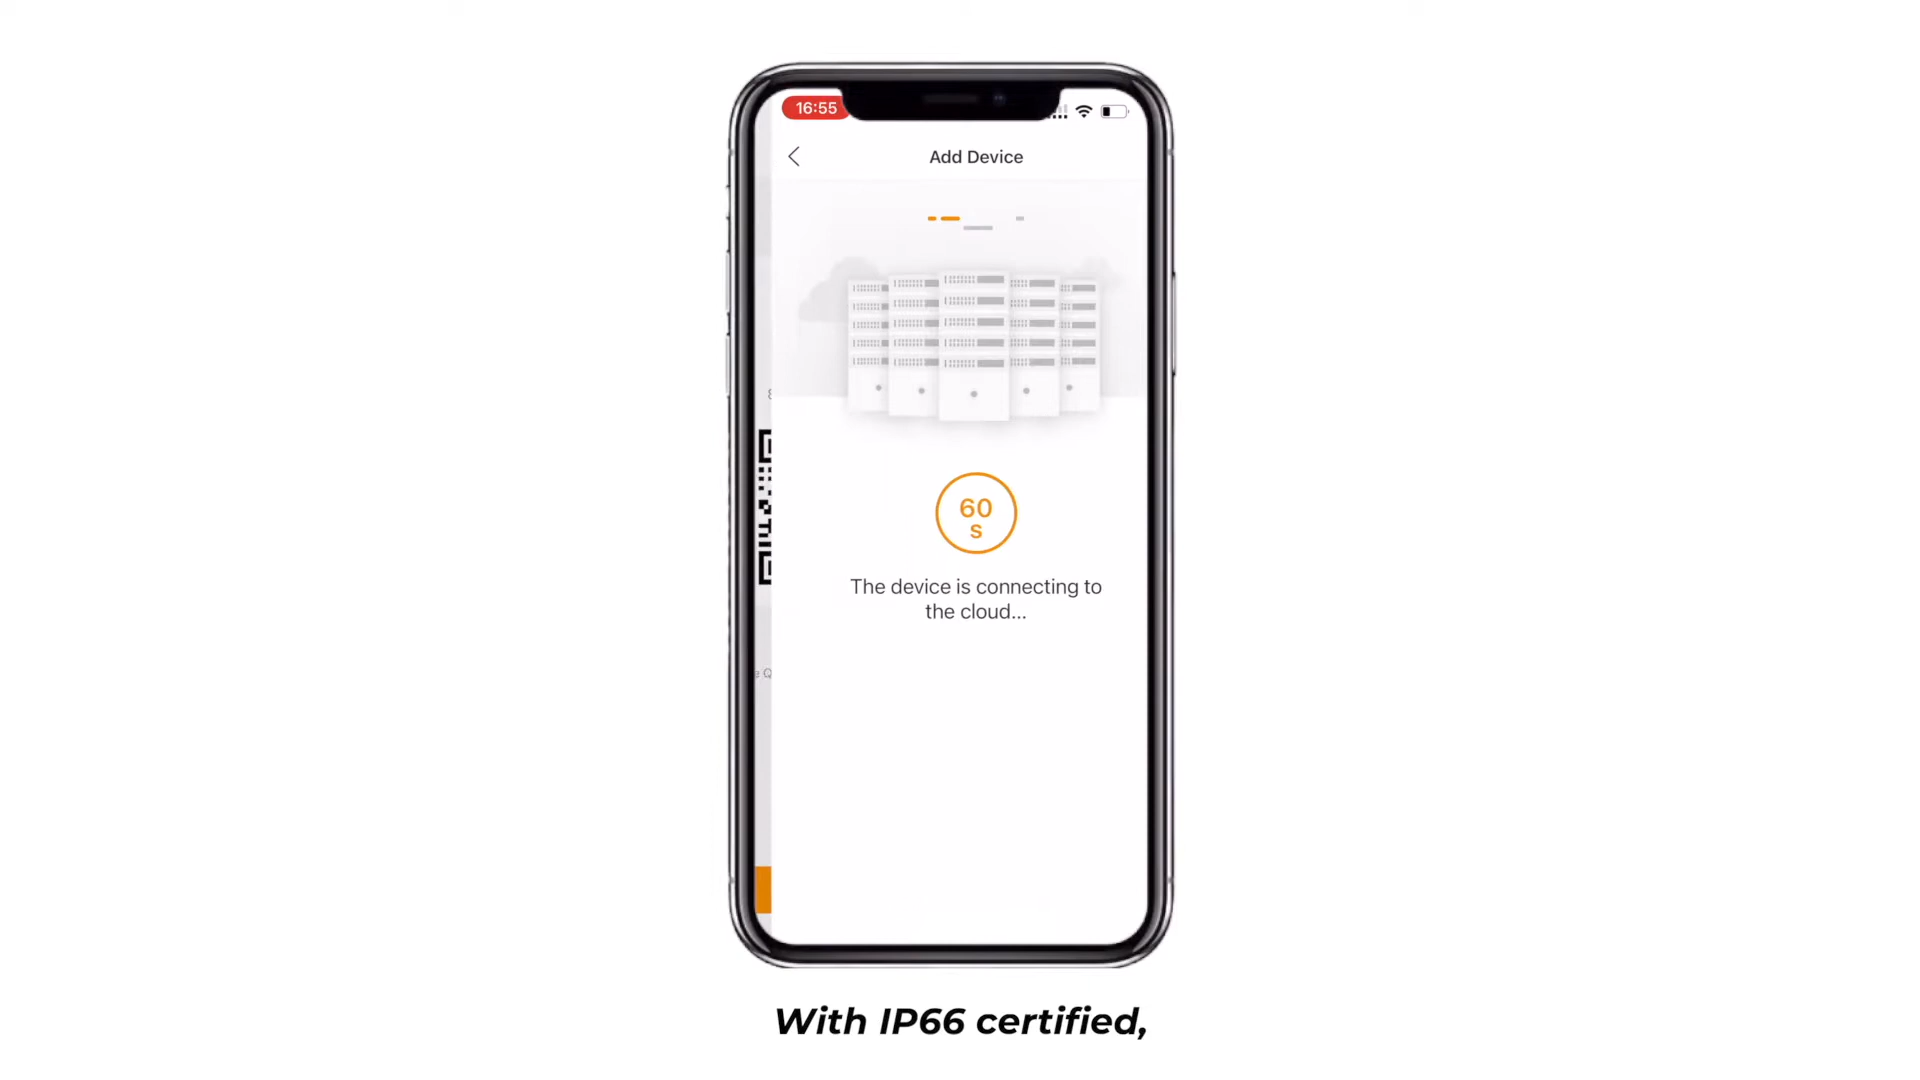 16:55
Add Device
60
S
The device is connecting to
the cloud...
With IP66 certified,